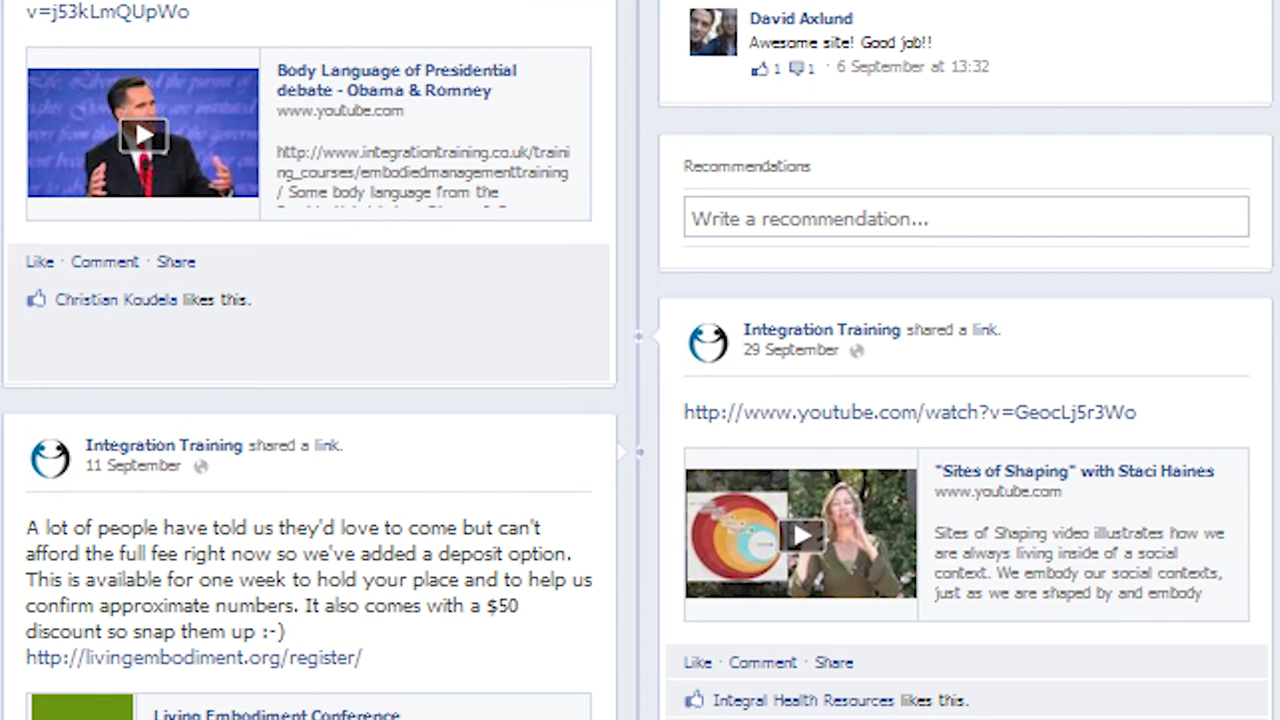 v=j53kLmQUpWo
Body Language of Presidential
debate - Obama & Romney
www.youtube.com
http://www.integrationtraining.co.uk/traini
ng_courses/embodiedmanagementtraining
/ Some body language from the
Like · Comment · Share
Christian Koudela likes this.
Integration Training shared a link.
11 September
A lot of people have told us they'd love to come but can't
afford the full fee right now so we've added a deposit option.
This is available for one week to hold your place and to help us
confirm approximate numbers. It also comes with a $50
discount so snap them up :-)
http://livingembodiment.org/register/
Living Embodiment Conference
David Axlund
Awesome site! Good job!!
1 1 · 6 September at 13:32
Recommendations
Write a recommendation...
Integration Training shared a link.
29 September
http://www.youtube.com/watch?v=GeocLj5r3Wo
"Sites of Shaping" with Staci Haines
www.youtube.com
Sites of Shaping video illustrates how we
are always living inside of a social
context. We embody our social contexts,
just as we are shaped by and embody
Like · Comment · Share
Integral Health Resources likes this.